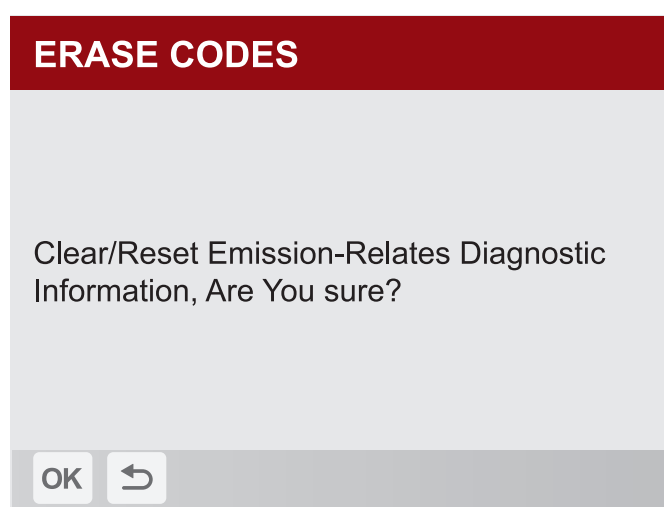 ERASE CODES
Clear/Reset Emission-Relates Diagnostic
Information, Are You sure?
OK